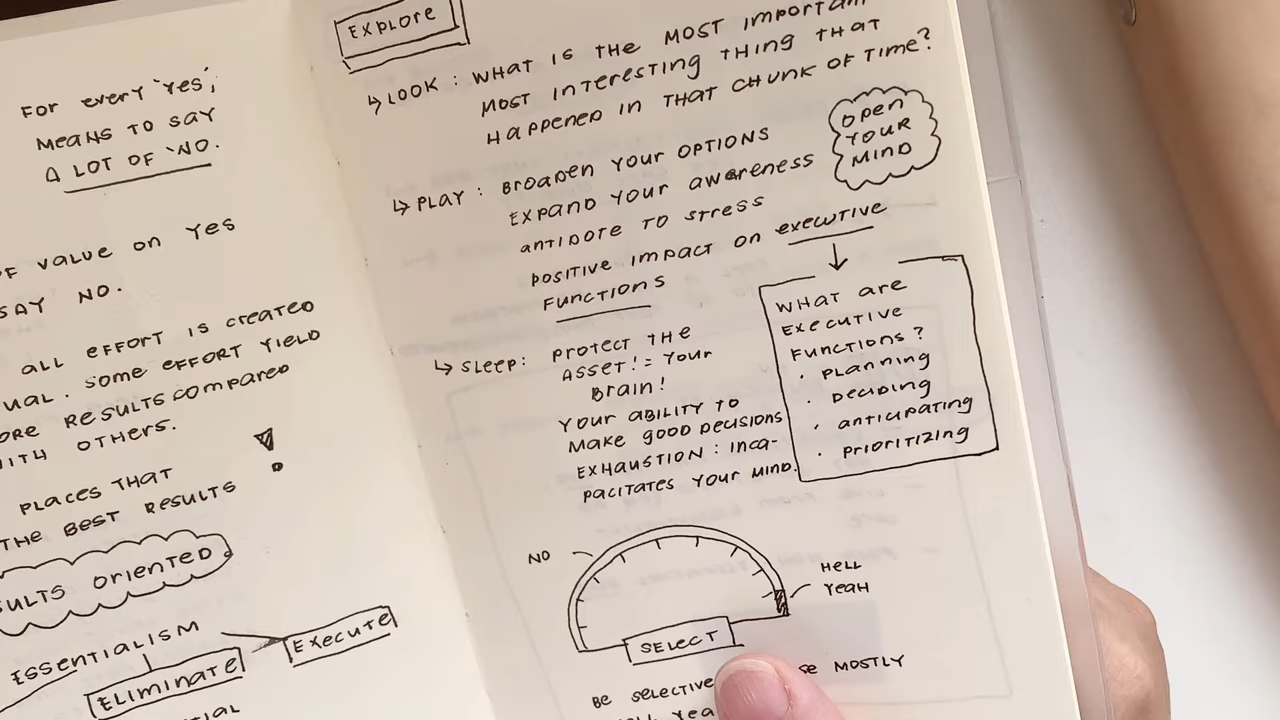 FOR every 'Yes',
MEANS TO SAY
A LOT OF 'NO.
OF VALUE ON YES
SAY NO.
ALL EFFORT IS CREATED
SOME EFFORT YIELD
RESULTS COMPARED
WITH OTHERS.
PLACES THAT
THE BEST RESULTS
!
ORIENTED
ESSENTIALISM
ELIMINATE
EXECUTE
EXPLORE
↳ LOOK : WHAT IS THE MOST IMPORTANT
MOST INTERESTING THING THAT
HAPPENED IN THAT CHUNK OF TIME?
↳ PLAY : BROADEN YOUR OPTIONS
EXPAND YOUR AWARENESS
ANTIDOTE TO STRESS
POSITIVE IMPACT ON EXECUTIVE
FUNCTIONS
OPEN
YOUR
MIND
WHAT ARE
EXECUTIVE
FUNCTIONS?
· PLANNING
· DECIDING
· ANTICIPATING
· PRIORITIZING
↳ SLEEP: PROTECT THE
ASSET! = YOUR
BRAIN!
YOUR ABILITY TO
MAKE GOOD DECISIONS
EXHAUSTION : INCA-
PACITATES YOUR MIND.
NO
HELL
YEAH
SELECT
BE SELECTIVE MOSTLY